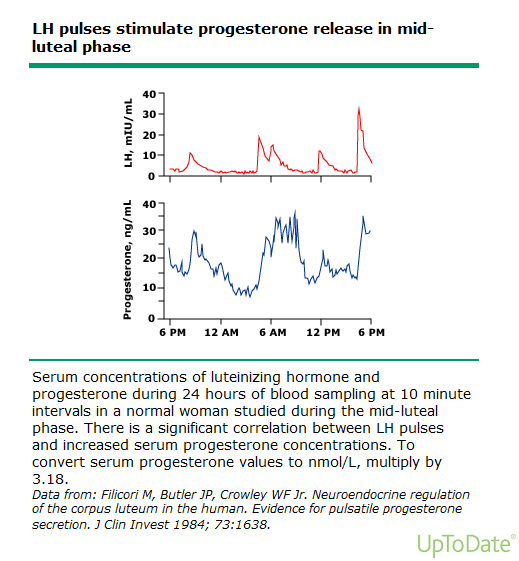 LH pulses stimulate progesterone release in mid-
luteal phase
LH, mIU/mL
40
30
20
10
0
Progesterone, ng/mL
40
30
20
10
0
6 PM 12 AM 6 AM 12 PM 6 PM
Serum concentrations of luteinizing hormone and
progesterone during 24 hours of blood sampling at 10 minute
intervals in a normal woman studied during the mid-luteal
phase. There is a significant correlation between LH pulses
and increased serum progesterone concentrations. To
convert serum progesterone values to nmol/L, multiply by
3.18.
Data from: Filicori M, Butler JP, Crowley WF Jr. Neuroendocrine regulation
of the corpus luteum in the human. Evidence for pulsatile progesterone
secretion. J Clin Invest 1984; 73:1638.
UpToDate®